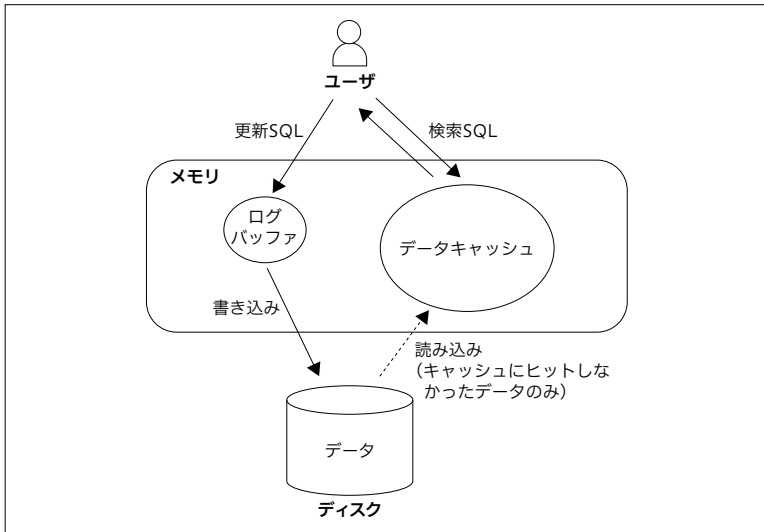 ユーザ
更新SQL
検索SQL
メモリ
ログ
バッファ
データキャッシュ
書き込み
読み込み
（キャッシュにヒットしな
かったデータのみ）
データ
ディスク